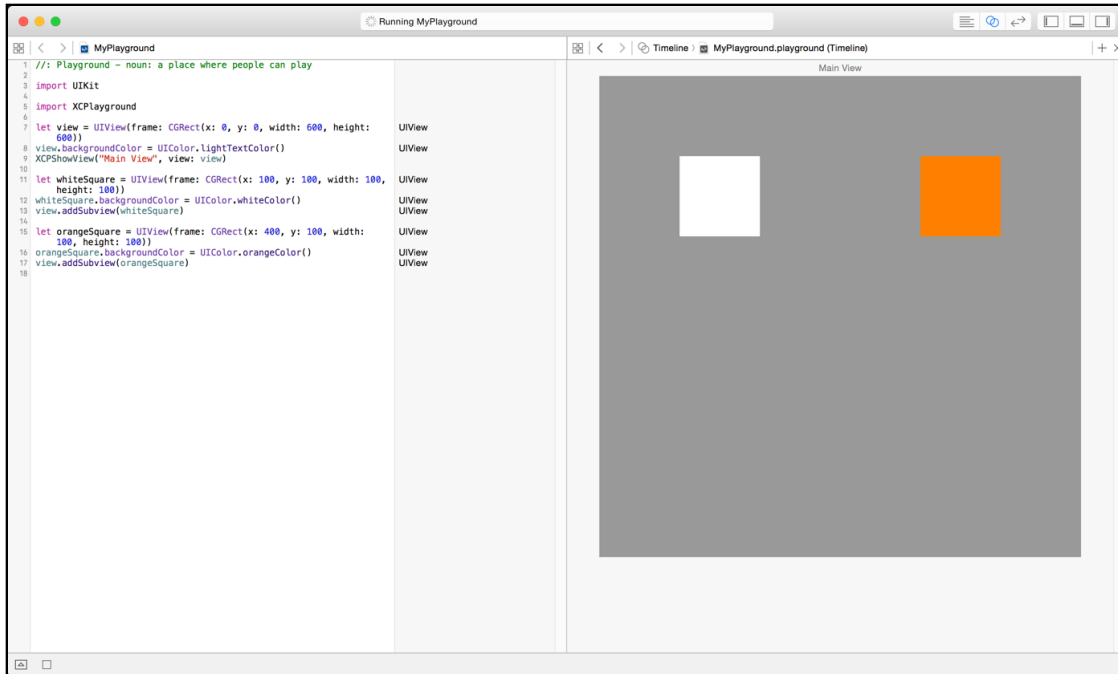 Running MyPlayground
MyPlayground
1 //: Playground – noun: a place where people can play
2
3 import UIKit
4
5 import XCPlayground
6
7 let view = UIView(frame: CGRect(x: 0, y: 0, width: 600, height: UIView
600))
8 view.backgroundColor = UIColor.lightTextColor() UIView
9 XCPShowView("Main View", view: view)
10
11 let whiteSquare = UIView(frame: CGRect(x: 100, y: 100, width: 100, UIView
height: 100))
12 whiteSquare.backgroundColor = UIColor.whiteColor() UIView
13 view.addSubview(whiteSquare) UIView
14
15 let orangeSquare = UIView(frame: CGRect(x: 400, y: 100, width: UIView
100, height: 100))
16 orangeSquare.backgroundColor = UIColor.orangeColor() UIView
17 view.addSubview(orangeSquare) UIView
18
Timeline 〉 MyPlayground.playground (Timeline)
Main View